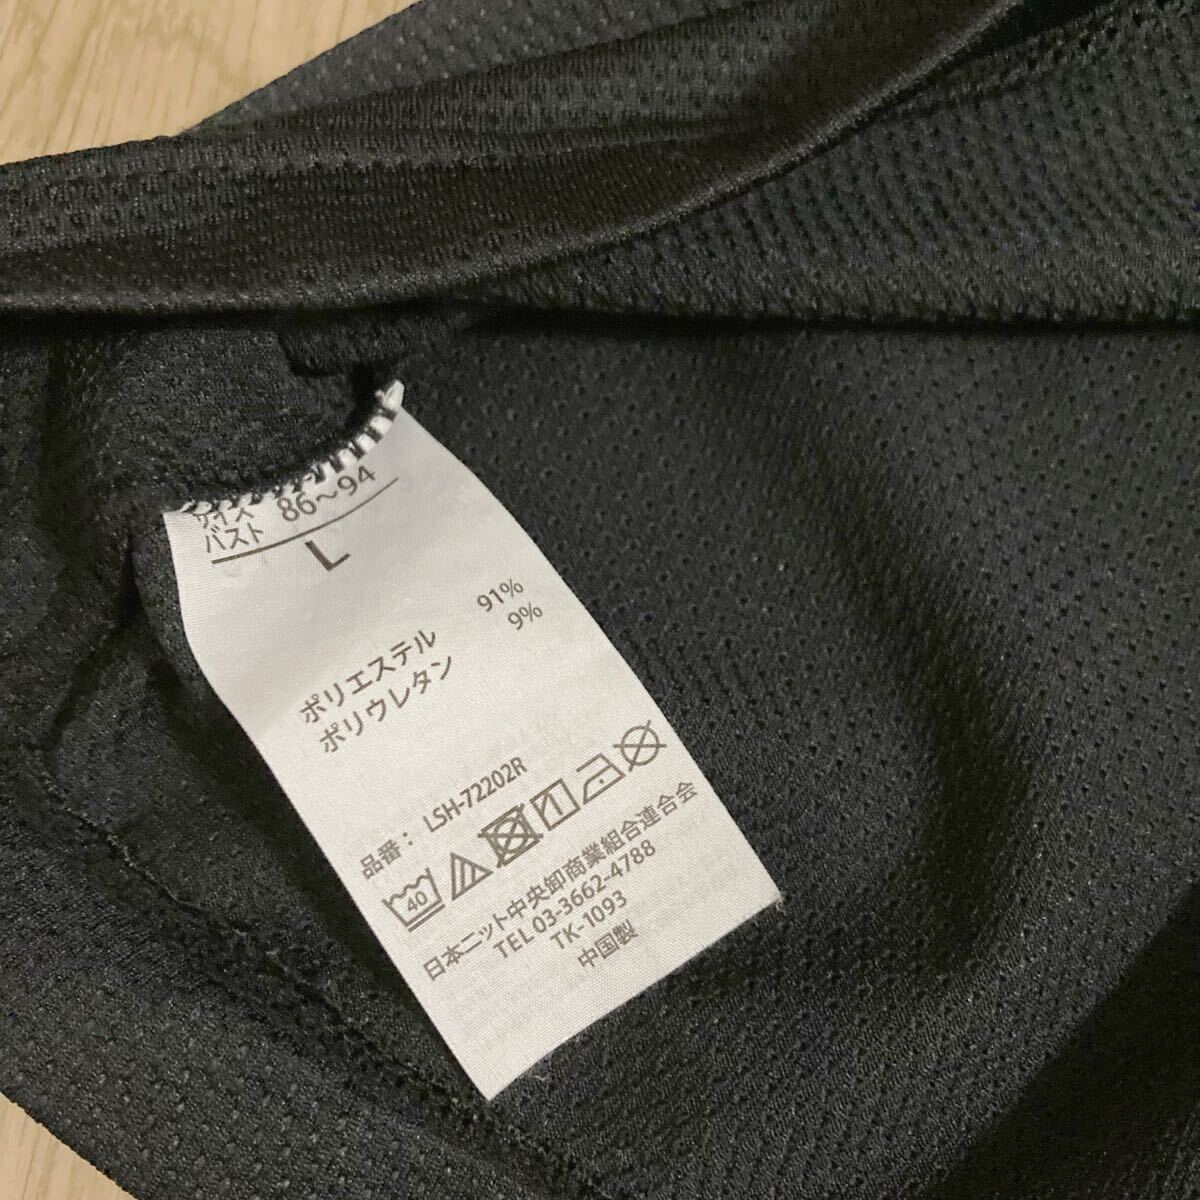 サイズ
バスト 86～94
L
ポリエステル 91%
ポリウレタン 9%
品番： LSH-72202R
40
日本ニット中央卸商業組合連合会
TEL 03-3662-4788
TK-1093
中国製